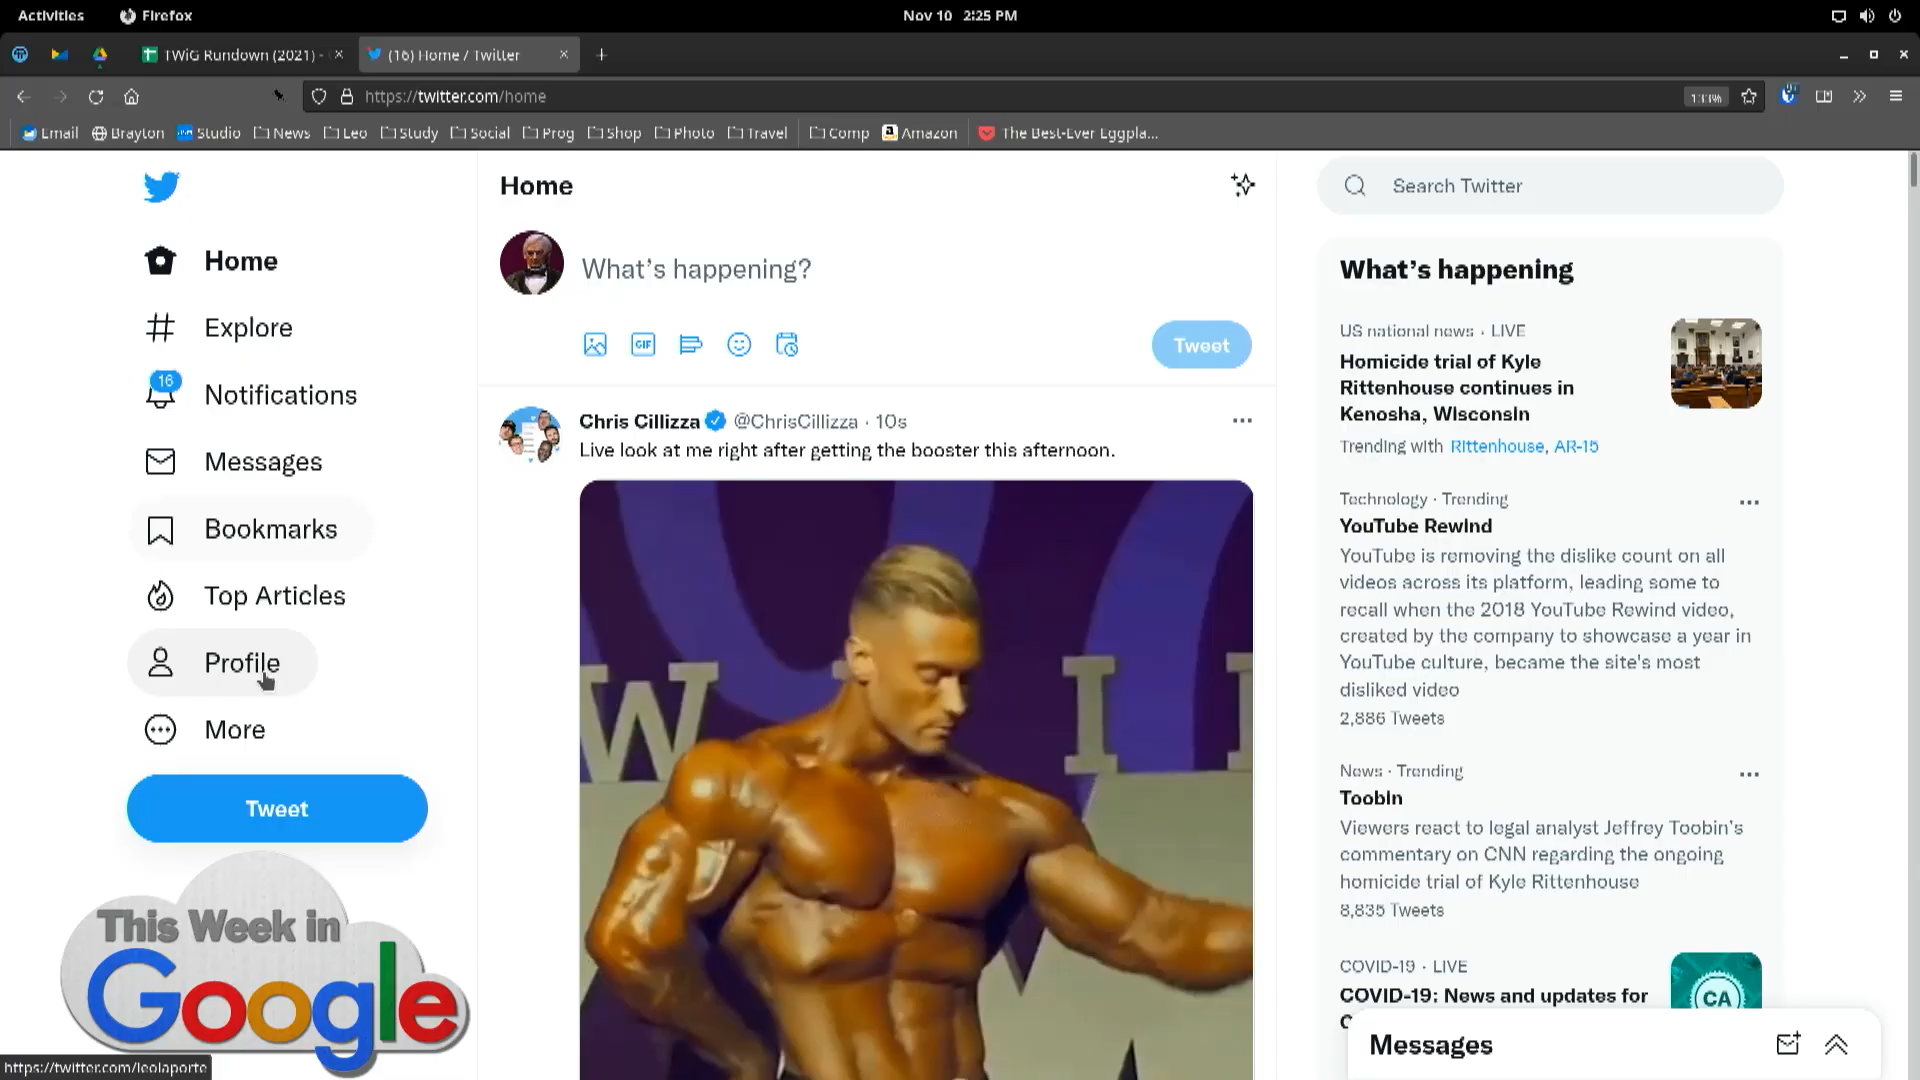 Activities
Firefox
Nov 10 2:25 PM
TWiG Rundown (2021) -
(16) Home / Twitter
https://twitter.com/home
133%
Email
Brayton
Studio
News
Leo
Study
Social
Prog
Shop
Photo
Travel
Comp
Amazon
The Best-Ever Eggpla...
Home
Explore
16
Notifications
Messages
Bookmarks
Top Articles
Profile
More
Tweet
This Week in
Google
https://twitter.com/leolaporte
Home
What's happening?
GIF
Tweet
Chris Cillizza @ChrisCillizza · 10s
Live look at me right after getting the booster this afternoon.
Search Twitter
What's happening
US national news · LIVE
Homicide trial of Kyle
Rittenhouse continues in
Kenosha, Wisconsin
Trending with Rittenhouse, AR-15
Technology · Trending
YouTube Rewind
YouTube is removing the dislike count on all
videos across its platform, leading some to
recall when the 2018 YouTube Rewind video,
created by the company to showcase a year in
YouTube culture, became the site's most
disliked video
2,886 Tweets
News · Trending
Toobin
Viewers react to legal analyst Jeffrey Toobin's
commentary on CNN regarding the ongoing
homicide trial of Kyle Rittenhouse
8,835 Tweets
COVID-19 · LIVE
COVID-19: News and updates for
CA
Messages